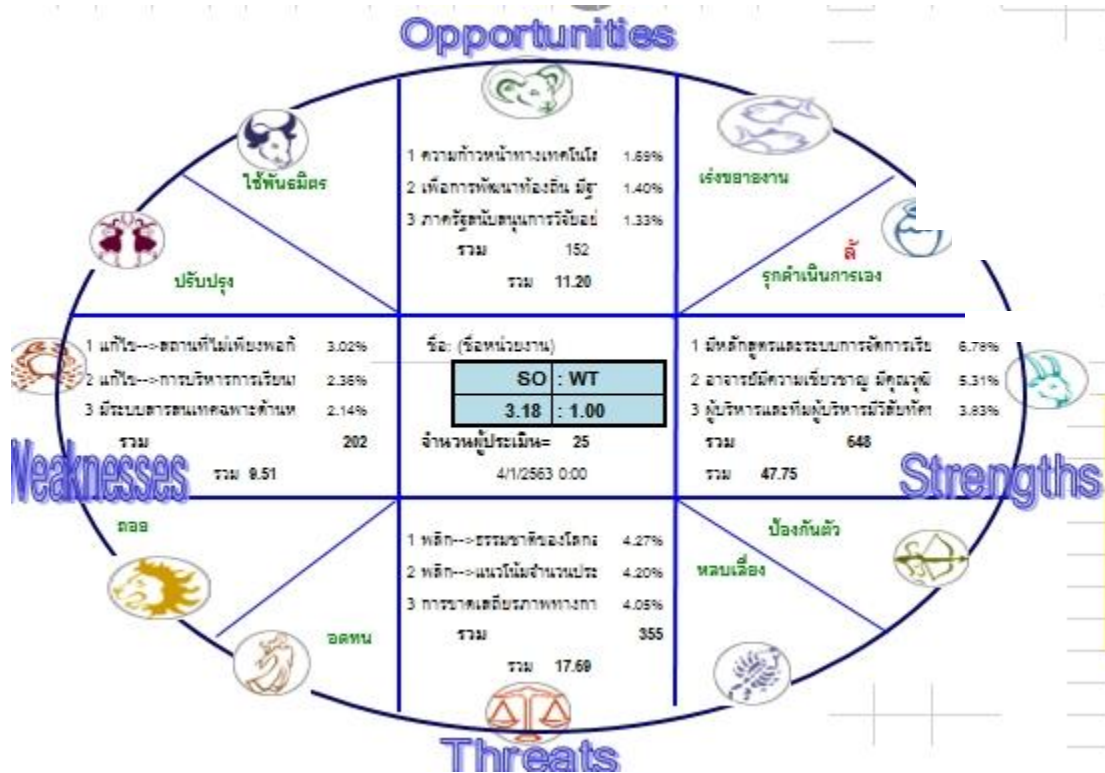 Opportunities
1 ความก้าวหน้าทางเทคโนโ 1.69%
2 เพื่อการพัฒนาท้องถิ่น มีฐ 1.40%
3 ภาครัฐสนับสนุนการวิจัยอย่ 1.33%
รวม 152
รวม 11.20
ใช้พันธมิตร
เร่งขยายงาน
ปรับปรุง
ลั
รุกดำเนินการเอง
1 แก้ไข-->สถานที่ไม่เพียงพอก็ 3.02%
2 แก้ไข-->การบริหารการเรียน 2.36%
3 มีระบบสารสนเทศเฉพาะด้านห 2.14%
รวม 202
รวม 9.51
Weaknesses
ชื่อ: (ชื่อหน่วยงาน)
SO : WT
3.18 : 1.00
จำนวนผู้ประเมิน= 25
4/1/2563 0:00
1 มีหลักสูตรและระบบการจัดการเรีย 6.78%
2 อาจารย์มีความเชี่ยวชาญ มีคุณวุฒิ 5.31%
3 ผู้บริหารและทีมผู้บริหารมีวิสัยทัศ 3.83%
รวม 648
รวม 47.75
Strengths
ถอย
อดทน
1 พลิก-->ธรรมชาติของโลก 4.27%
2 พลิก-->แนวโน้มจำนวนประ 4.20%
3 การขาดเสถียรภาพทางกา 4.05%
รวม 355
รวม 17.69
ป้องกันตัว
หลบเลี่ยง
Threats